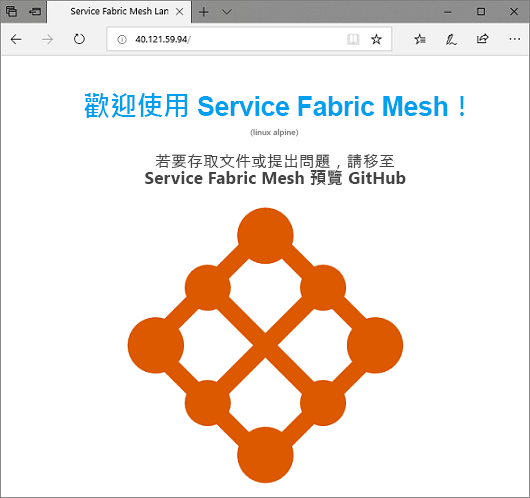 Service Fabric Mesh Lan
40.121.59.94/
歡迎使用 Service Fabric Mesh！
(linux alpine)
若要存取文件或提出問題，請移至
Service Fabric Mesh 預覽 GitHub